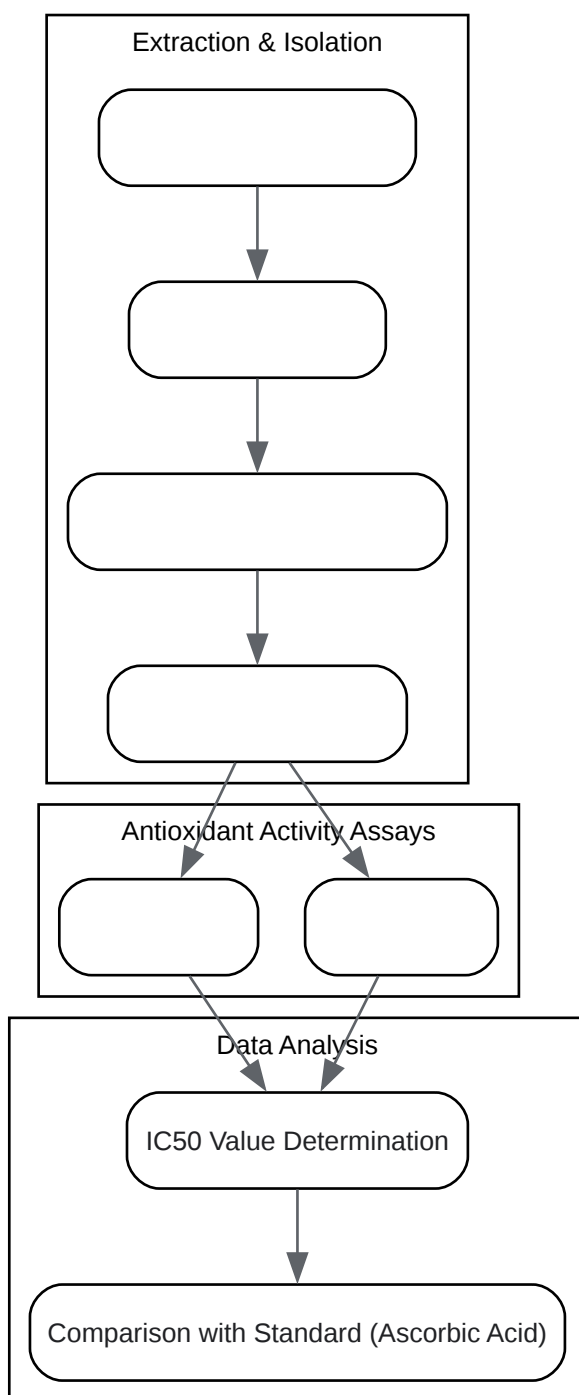 Extraction & Isolation
Antioxidant Activity Assays
Data Analysis
IC50 Value Determination
Comparison with Standard (Ascorbic Acid)